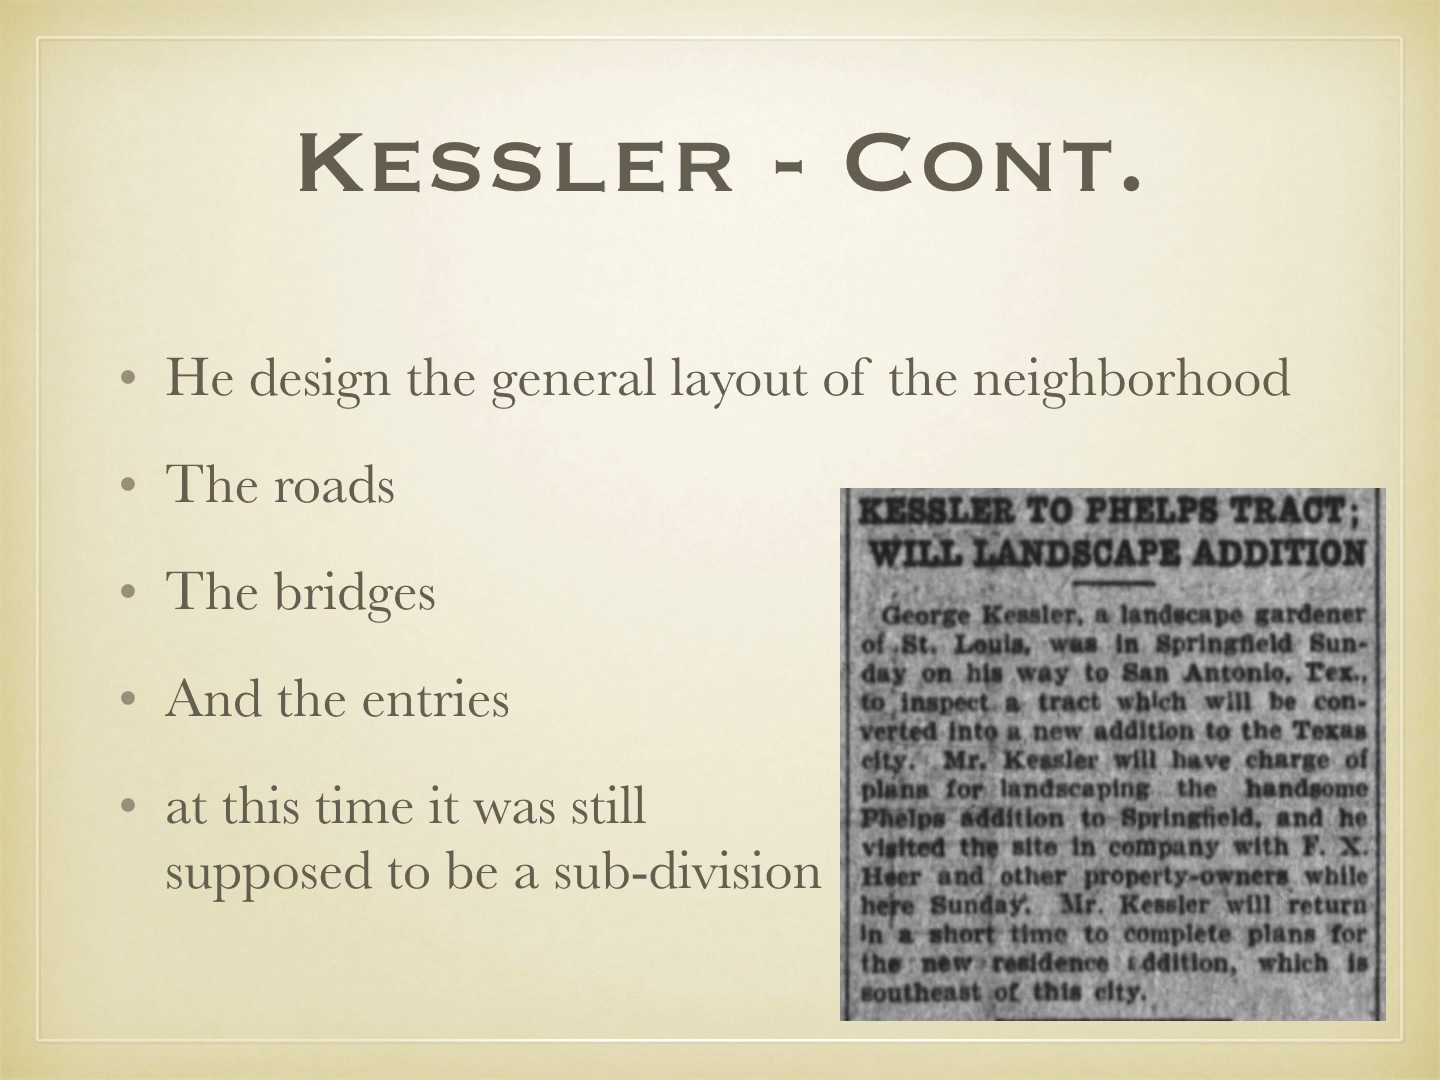 KESSLER - CONT.
• He design the general layout of the neighborhood
• The roads
• The bridges
• And the entries
• at this time it was still
supposed to be a sub-division
KESSLER TO PHELPS TRACT;
WILL LANDSCAPE ADDITION
George Kessler, a landscape gardener
of St. Louis, was in Springfield Sun-
day on his way to San Antonio, Tex.,
to inspect a tract which will be con-
verted into a new addition to the Texas
city. Mr. Kessler will have charge of
plans for landscaping the handsome
Phelps addition to Springfield, and he
visited the site in company with F. X.
Heer and other property-owners while
here Sunday. Mr. Kessler will return
in a short time to complete plans for
the new residence addition, which is
southeast of this city.